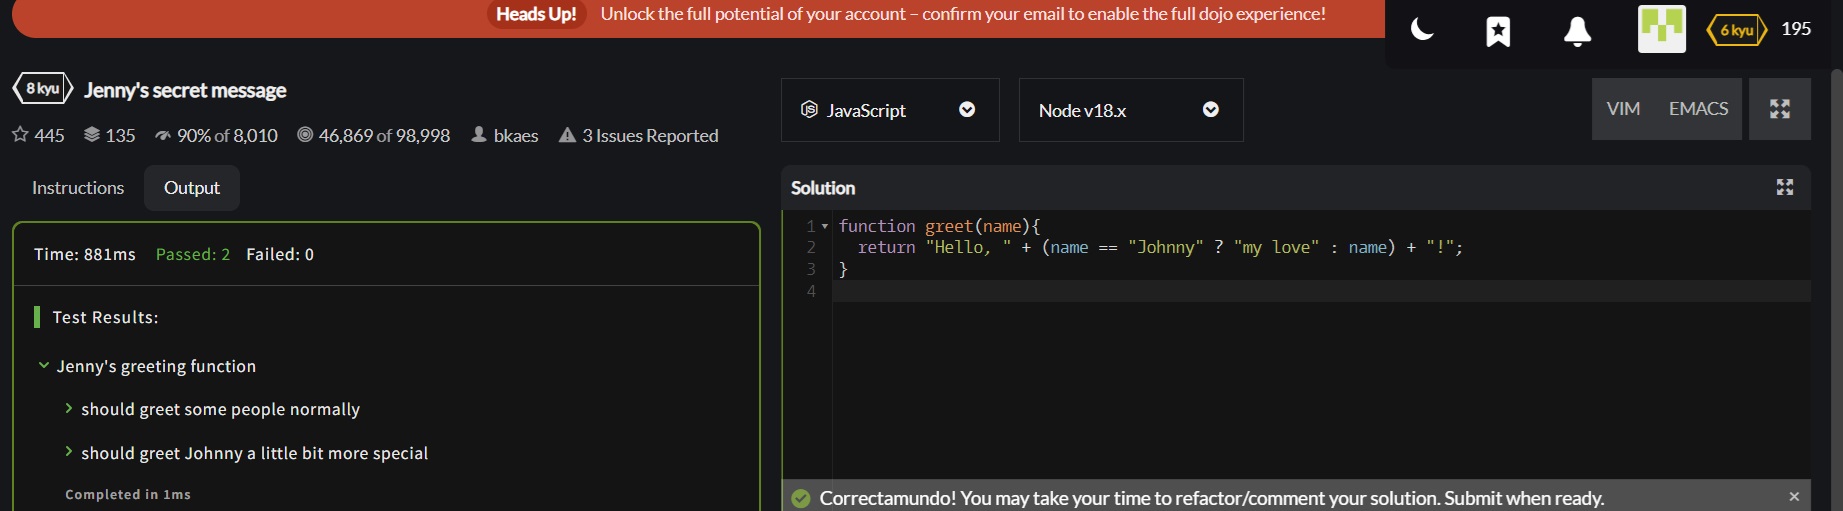 Heads Up! Unlock the full potential of your account – confirm your email to enable the full dojo experience!
6 kyu 195
8 kyu Jenny's secret message
445 135 90% of 8,010 46,869 of 98,998 bkaes 3 Issues Reported
JS JavaScript Node v18.x VIM EMACS
Instructions Output
Time: 881ms Passed: 2 Failed: 0
Test Results:
Jenny's greeting function
should greet some people normally
should greet Johnny a little bit more special
Completed in 1ms
Solution
1 function greet(name){
2   return "Hello, " + (name == "Johnny" ? "my love" : name) + "!";
3 }
4
Correctamundo! You may take your time to refactor/comment your solution. Submit when ready. ×